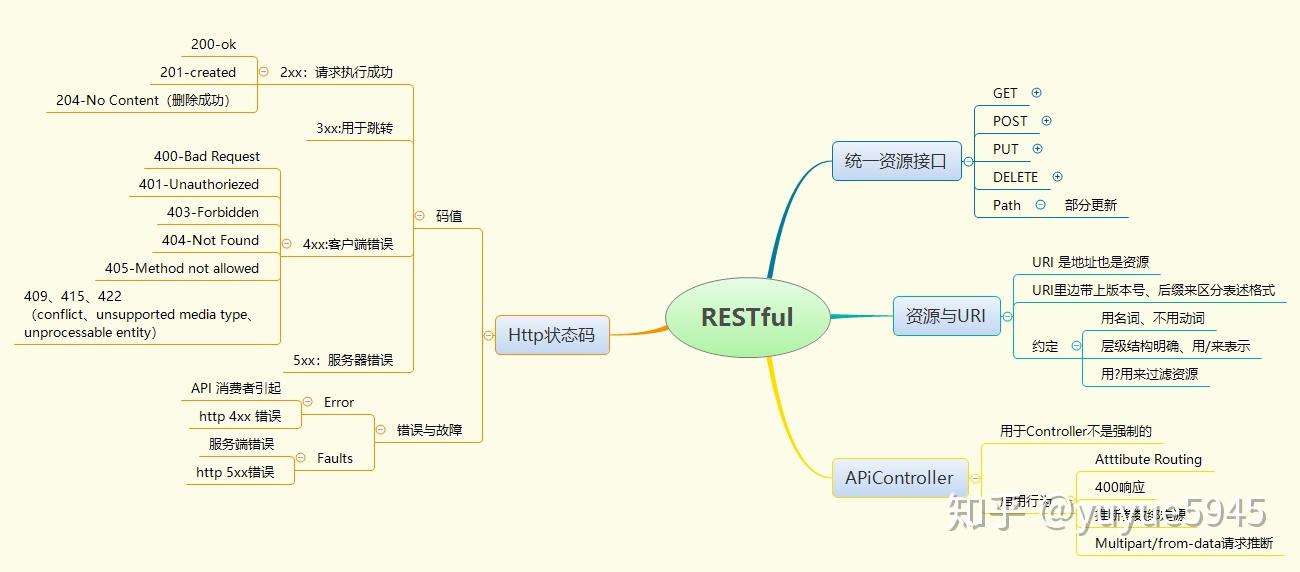 RESTful
统一资源接口
GET
POST
PUT
DELETE
Path
部分更新
资源与URI
URI 是地址也是资源
URI里边带上版本号、后缀来区分表述格式
约定
用名词、不用动词
层级结构明确、用/来表示
用?用来过滤资源
APiController
用于Controller不是强制的
启用行为
Atttibute Routing
400响应
Multipart/from-data请求推断
Http状态码
码值
2xx：请求执行成功
200-ok
201-created
204-No Content（删除成功）
3xx:用于跳转
4xx:客户端错误
400-Bad Request
401-Unauthoriezed
403-Forbidden
404-Not Found
405-Method not allowed
409、415、422
（conflict、unsupported media type、
unprocessable entity）
5xx：服务器错误
错误与故障
Error
API 消费者引起
http 4xx 错误
Faults
服务端错误
http 5xx错误
知乎 @yuyue5945